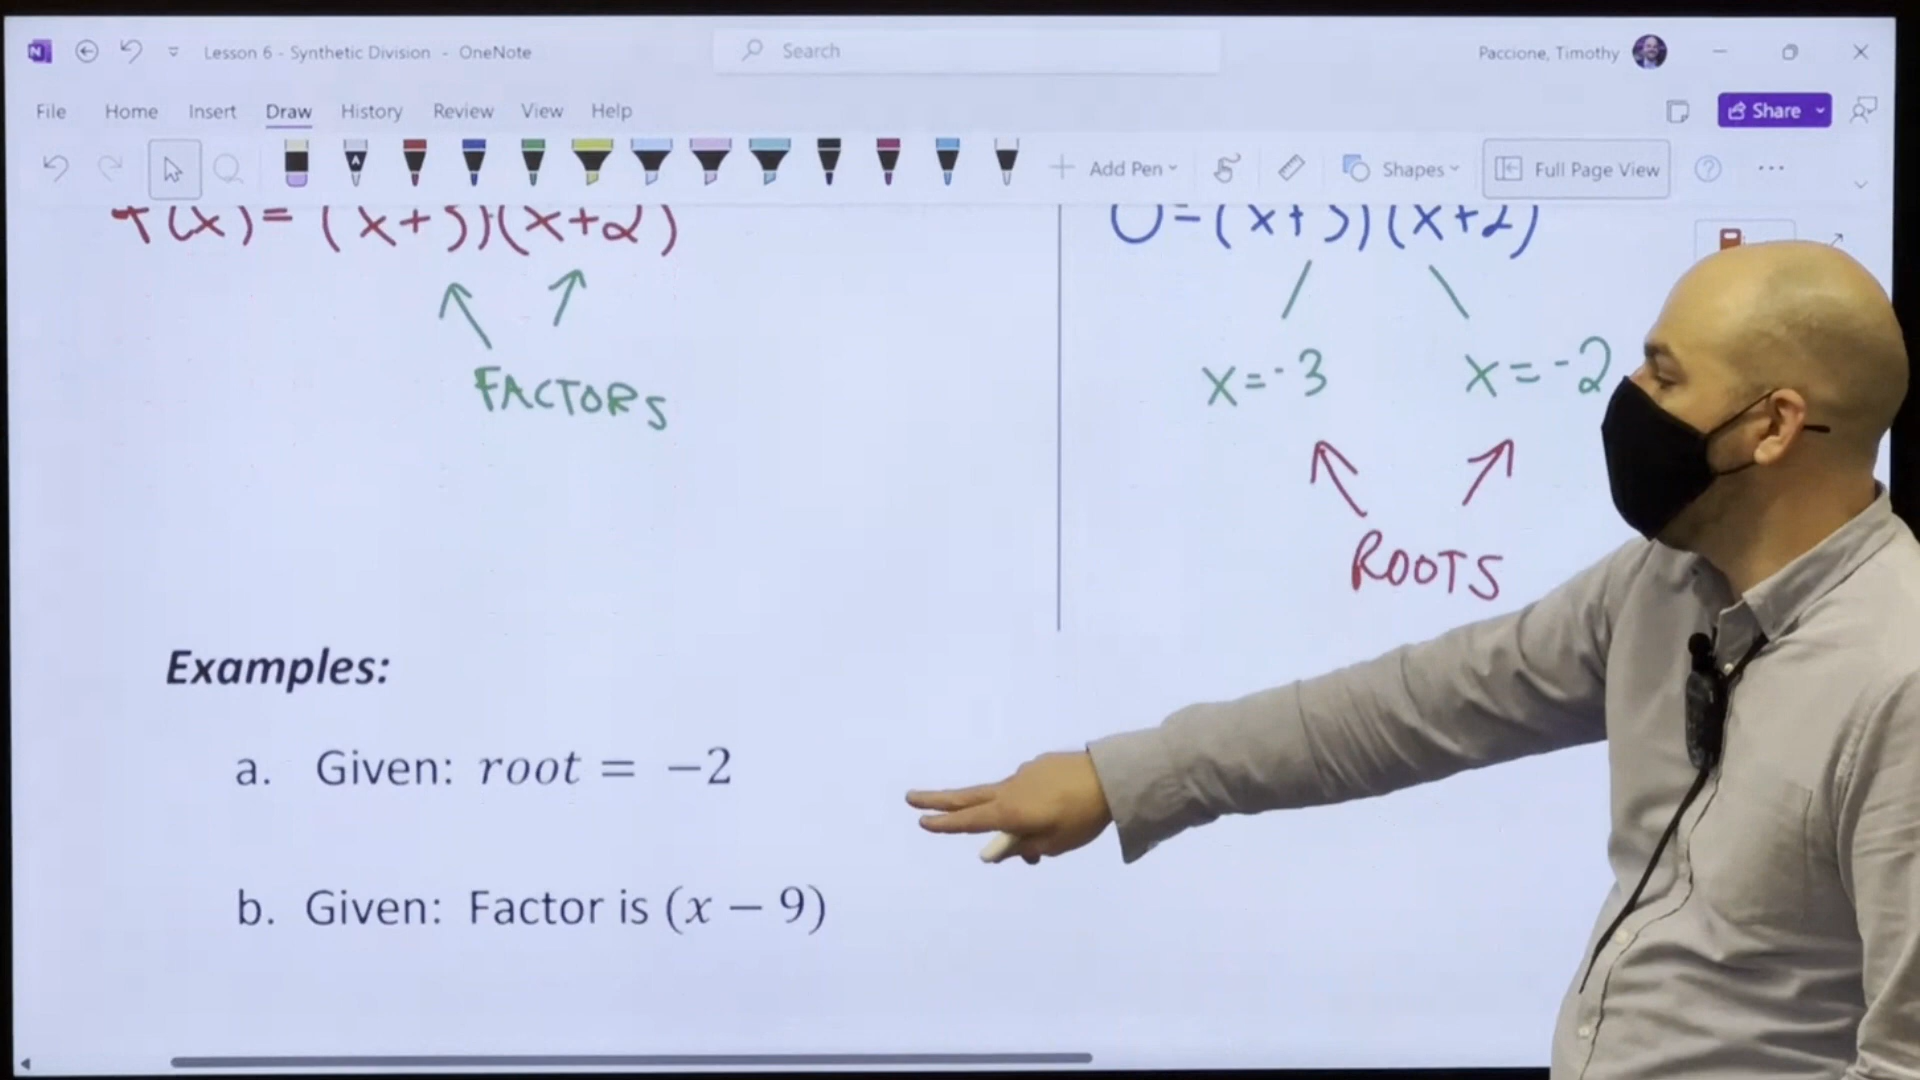 Lesson 6 - Synthetic Division - OneNote
Search
Paccione, Timothy
File Home Insert Draw History Review View Help
Share
Add Pen
Shapes
Full Page View
f(x) = (x+3)(x+2)
0 = (x+3)(x+2)
FACTORS
x = -3
x = -2
ROOTS
Examples:
a. Given: root = −2
b. Given: Factor is (x − 9)